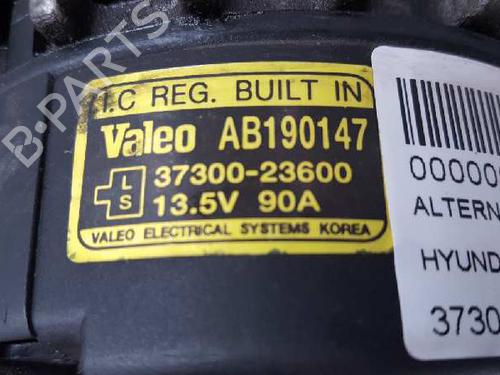 I.C REG. BUILT IN
Valeo AB190147
L 37300-23600
S 13.5V 90A
VALEO ELECTRICAL SYSTEMS KOREA
B-PARTS
00000
ALTERN
HYUND
3730